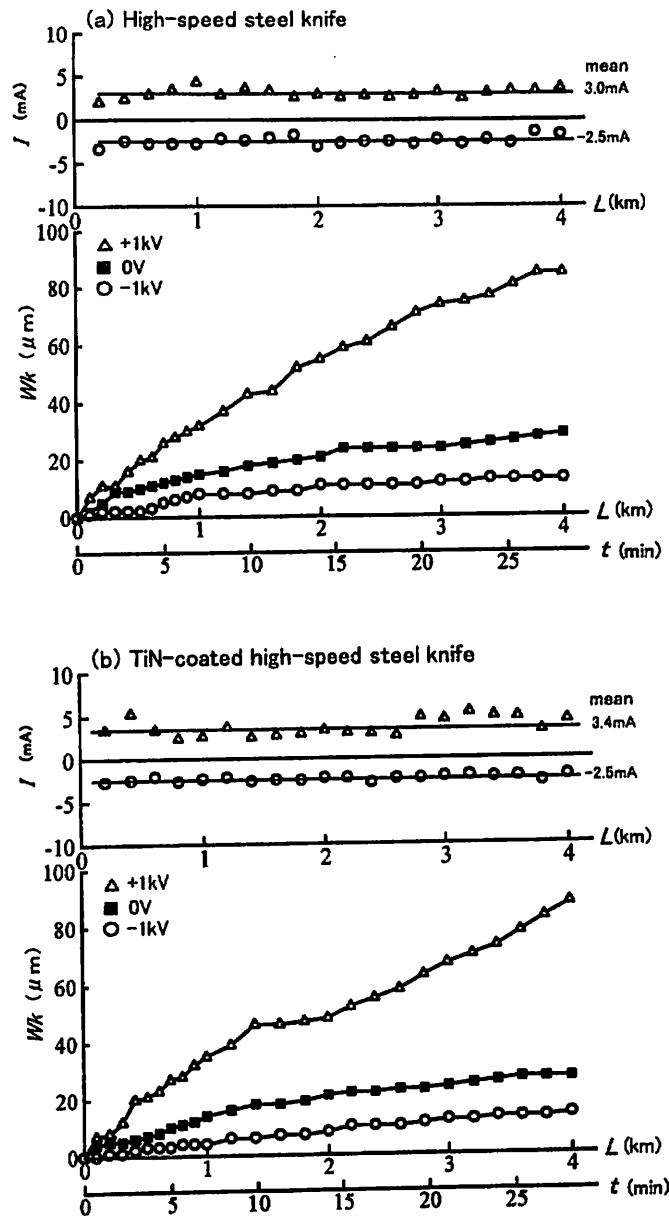 (a) High-speed steel knife
10
5
0
-5
-10
I (mA)
mean
3.0mA
-2.5mA
0 1 2 3 4 L (km)
100
80
60
40
20
0
Wk (μm)
△ +1kV
■ 0V
○ -1kV
0 1 2 3 4 L (km)
0 5 10 15 20 25 t (min)
(b) TiN-coated high-speed steel knife
10
5
0
-5
-10
I (mA)
mean
3.4mA
-2.5mA
0 1 2 3 4 L (km)
100
80
60
40
20
0
Wk (μm)
△ +1kV
■ 0V
○ -1kV
0 1 2 3 4 L (km)
0 5 10 15 20 25 t (min)